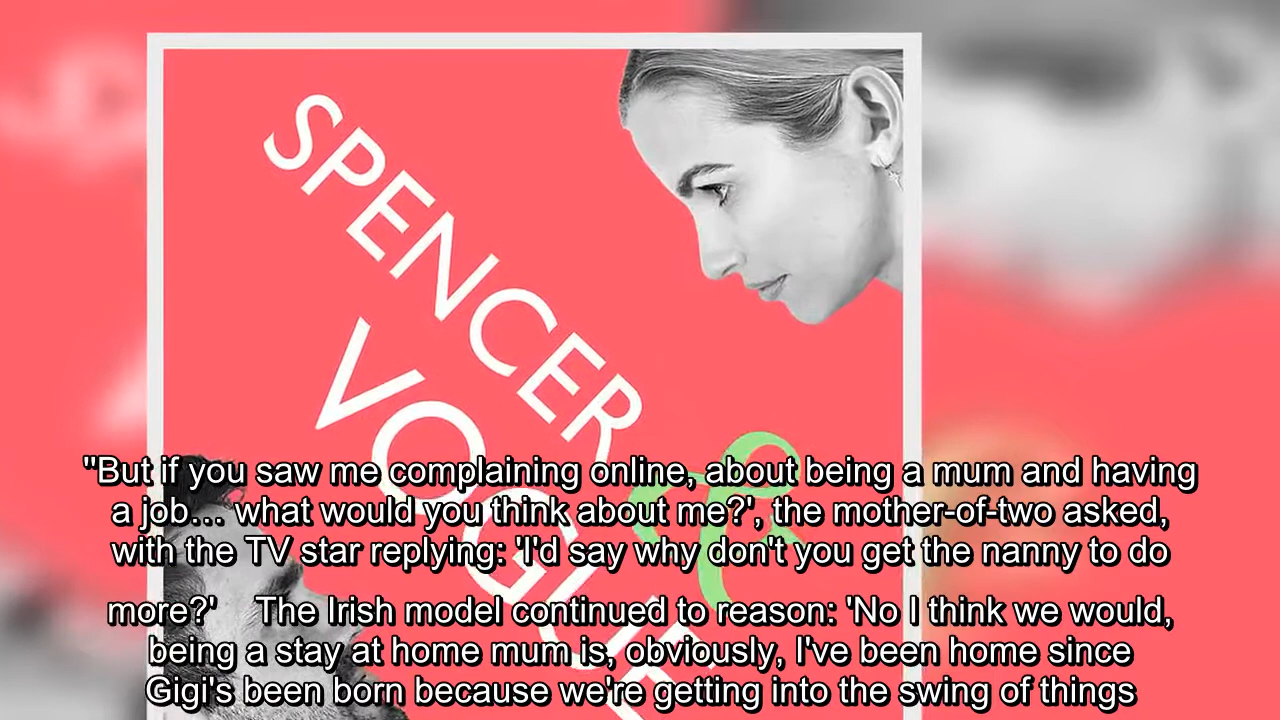 SPENCER
VOGUE
&
"But if you saw me complaining online, about being a mum and having
a job... what would you think about me?', the mother-of-two asked,
with the TV star replying: 'I'd say why don't you get the nanny to do
more?' The Irish model continued to reason: 'No I think we would,
being a stay at home mum is, obviously, I've been home since
Gigi's been born because we're getting into the swing of things